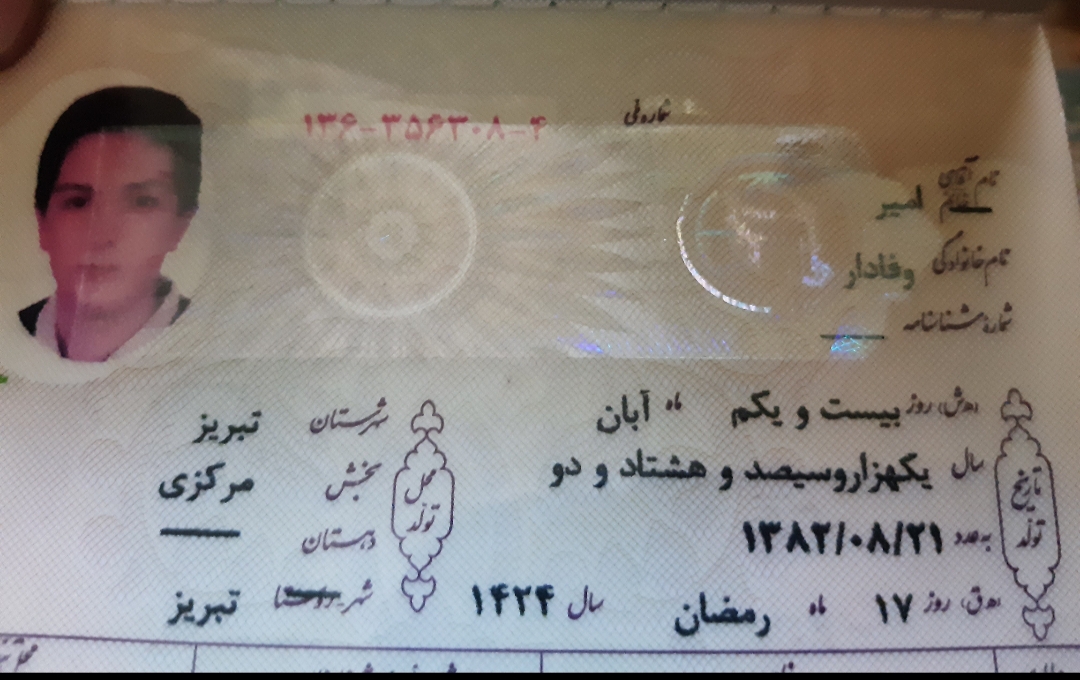 شماره ملی ۱۳۶-۳۵۶۳۰۸-۴
نام آقای خانم امیر
نام خانوادگی وفادار
شماره شناسنامه
تاریخ تولد
(ه‍.ش) روز بیست و یکم ماه آبان
سال یکهزاروسیصد و هشتاد و دو
به عدد ۱۳۸۲/۰۸/۲۱
(ه‍.ق) روز ۱۷ ماه رمضان سال ۱۴۲۴
محل تولد
شهرستان تبریز
بخش مرکزی
دهستان
شهر روستا تبریز